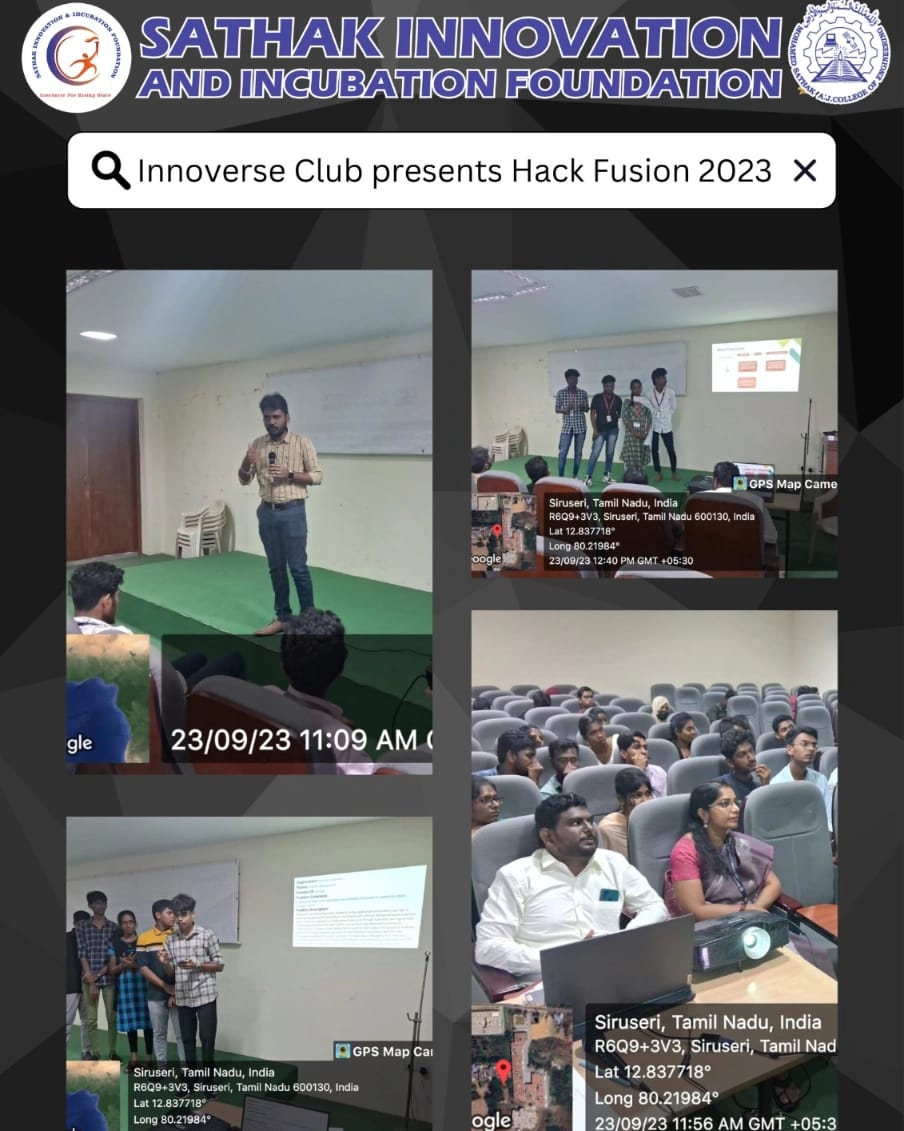 SATHAK INNOVATION & INCUBATION FOUNDATION
Incubator For Rising Stars
SATHAK INNOVATION
AND INCUBATION FOUNDATION
MOHAMED SATHAK A.J.COLLEGE OF ENGINEERING
Innoverse Club presents Hack Fusion 2023
gle
23/09/23 11:09 AM
GPS Map Came
oogle
Siruseri, Tamil Nadu, India
R6Q9+3V3, Siruseri, Tamil Nadu 600130, India
Lat 12.837718°
Long 80.21984°
23/09/23 12:40 PM GMT +05:30
GPS Map Ca
Siruseri, Tamil Nadu, India
R6Q9+3V3, Siruseri, Tamil Nadu 600130, India
Lat 12.837718°
Long 80.21984°
oogle
Siruseri, Tamil Nadu, India
R6Q9+3V3, Siruseri, Tamil Nad
Lat 12.837718°
Long 80.21984°
23/09/23 11:56 AM GMT +05:3